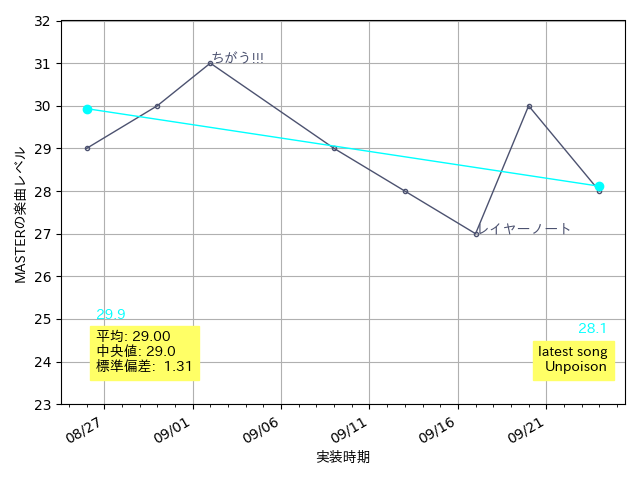 32
31
30
29
28
27
26
25
24
23
MASTERの楽曲レベル
ちがう!!!
レイヤーノート
29.9
平均: 29.00
中央値: 29.0
標準偏差: 1.31
28.1
latest song
Unpoison
08/27
09/01
09/06
09/11
09/16
09/21
実装時期